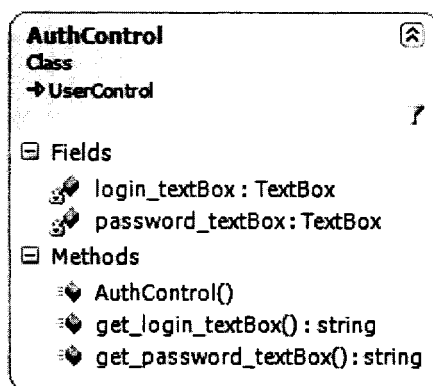 AuthControl
Class
UserControl
Fields
login_textBox : TextBox
password_textBox : TextBox
Methods
AuthControl()
get_login_textBox() : string
get_password_textBox() : string